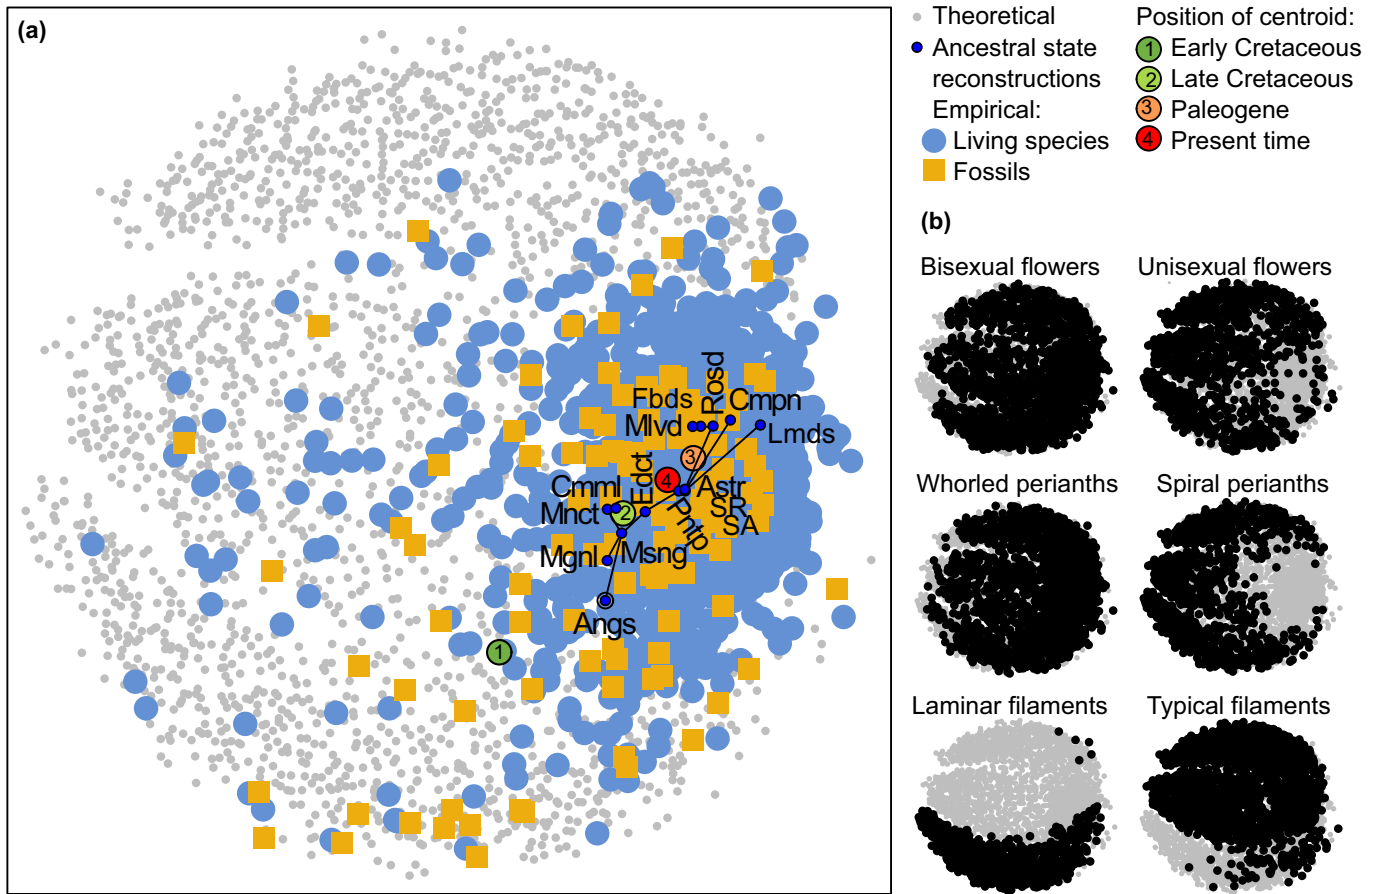 (a)
Rosd
Fbds
Cmpn
Mlvd
Lmds
3
4
Edct
Cmml
Astr
Mnct
2
SR
Pntp
SA
Mgnl
Msng
Angs
1
Theoretical
Ancestral state
reconstructions
Empirical:
Living species
Fossils
Position of centroid:
1 Early Cretaceous
2 Late Cretaceous
3 Paleogene
4 Present time
(b)
Bisexual flowers
Unisexual flowers
Whorled perianths
Spiral perianths
Laminar filaments
Typical filaments